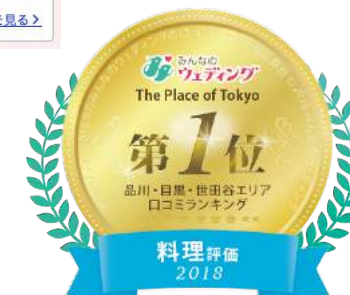 を見る>
みんなの
ウェディング
The Place of Tokyo
第1位
品川・目黒・世田谷エリア
口コミランキング
料理評価
2018